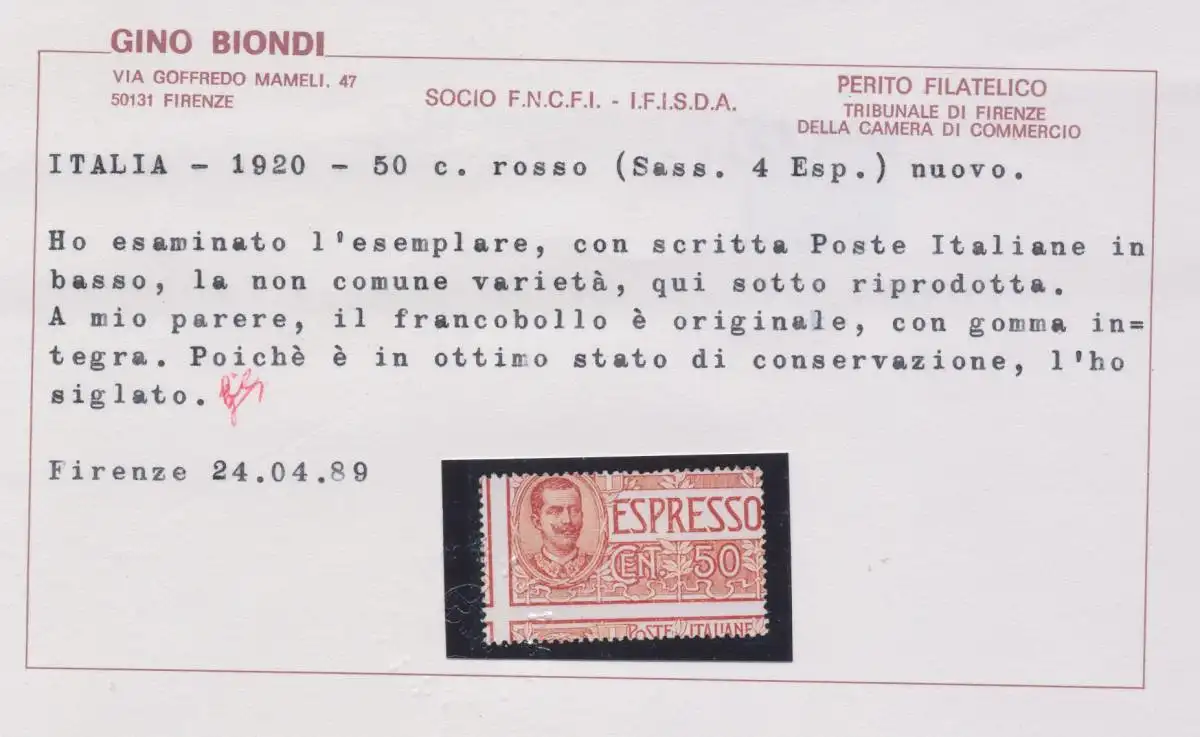 GINO BIONDI
VIA GOFFREDO MAMELI, 47
50131 FIRENZE
SOCIO F.N.C.F.I. - I.F.I.S.D.A.
PERITO FILATELICO
TRIBUNALE DI FIRENZE
DELLA CAMERA DI COMMERCIO
ITALIA - 1920 - 50 c. rosso (Sass. 4 Esp.) nuovo.
Ho esaminato l'esemplare, con scritta Poste Italiane in
basso, la non comune varietà, qui sotto riprodotta.
A mio parere, il francobollo è originale, con gomma in=
tegra. Poichè è in ottimo stato di conservazione, l'ho
siglato.
Firenze 24.04.89
ESPRESSO
CENT. 50
POSTE ITALIANE